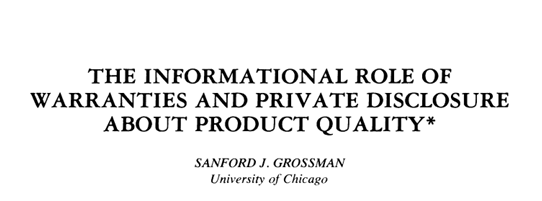 THE INFORMATIONAL ROLE OF
WARRANTIES AND PRIVATE DISCLOSURE
ABOUT PRODUCT QUALITY*
SANFORD J. GROSSMAN
University of Chicago